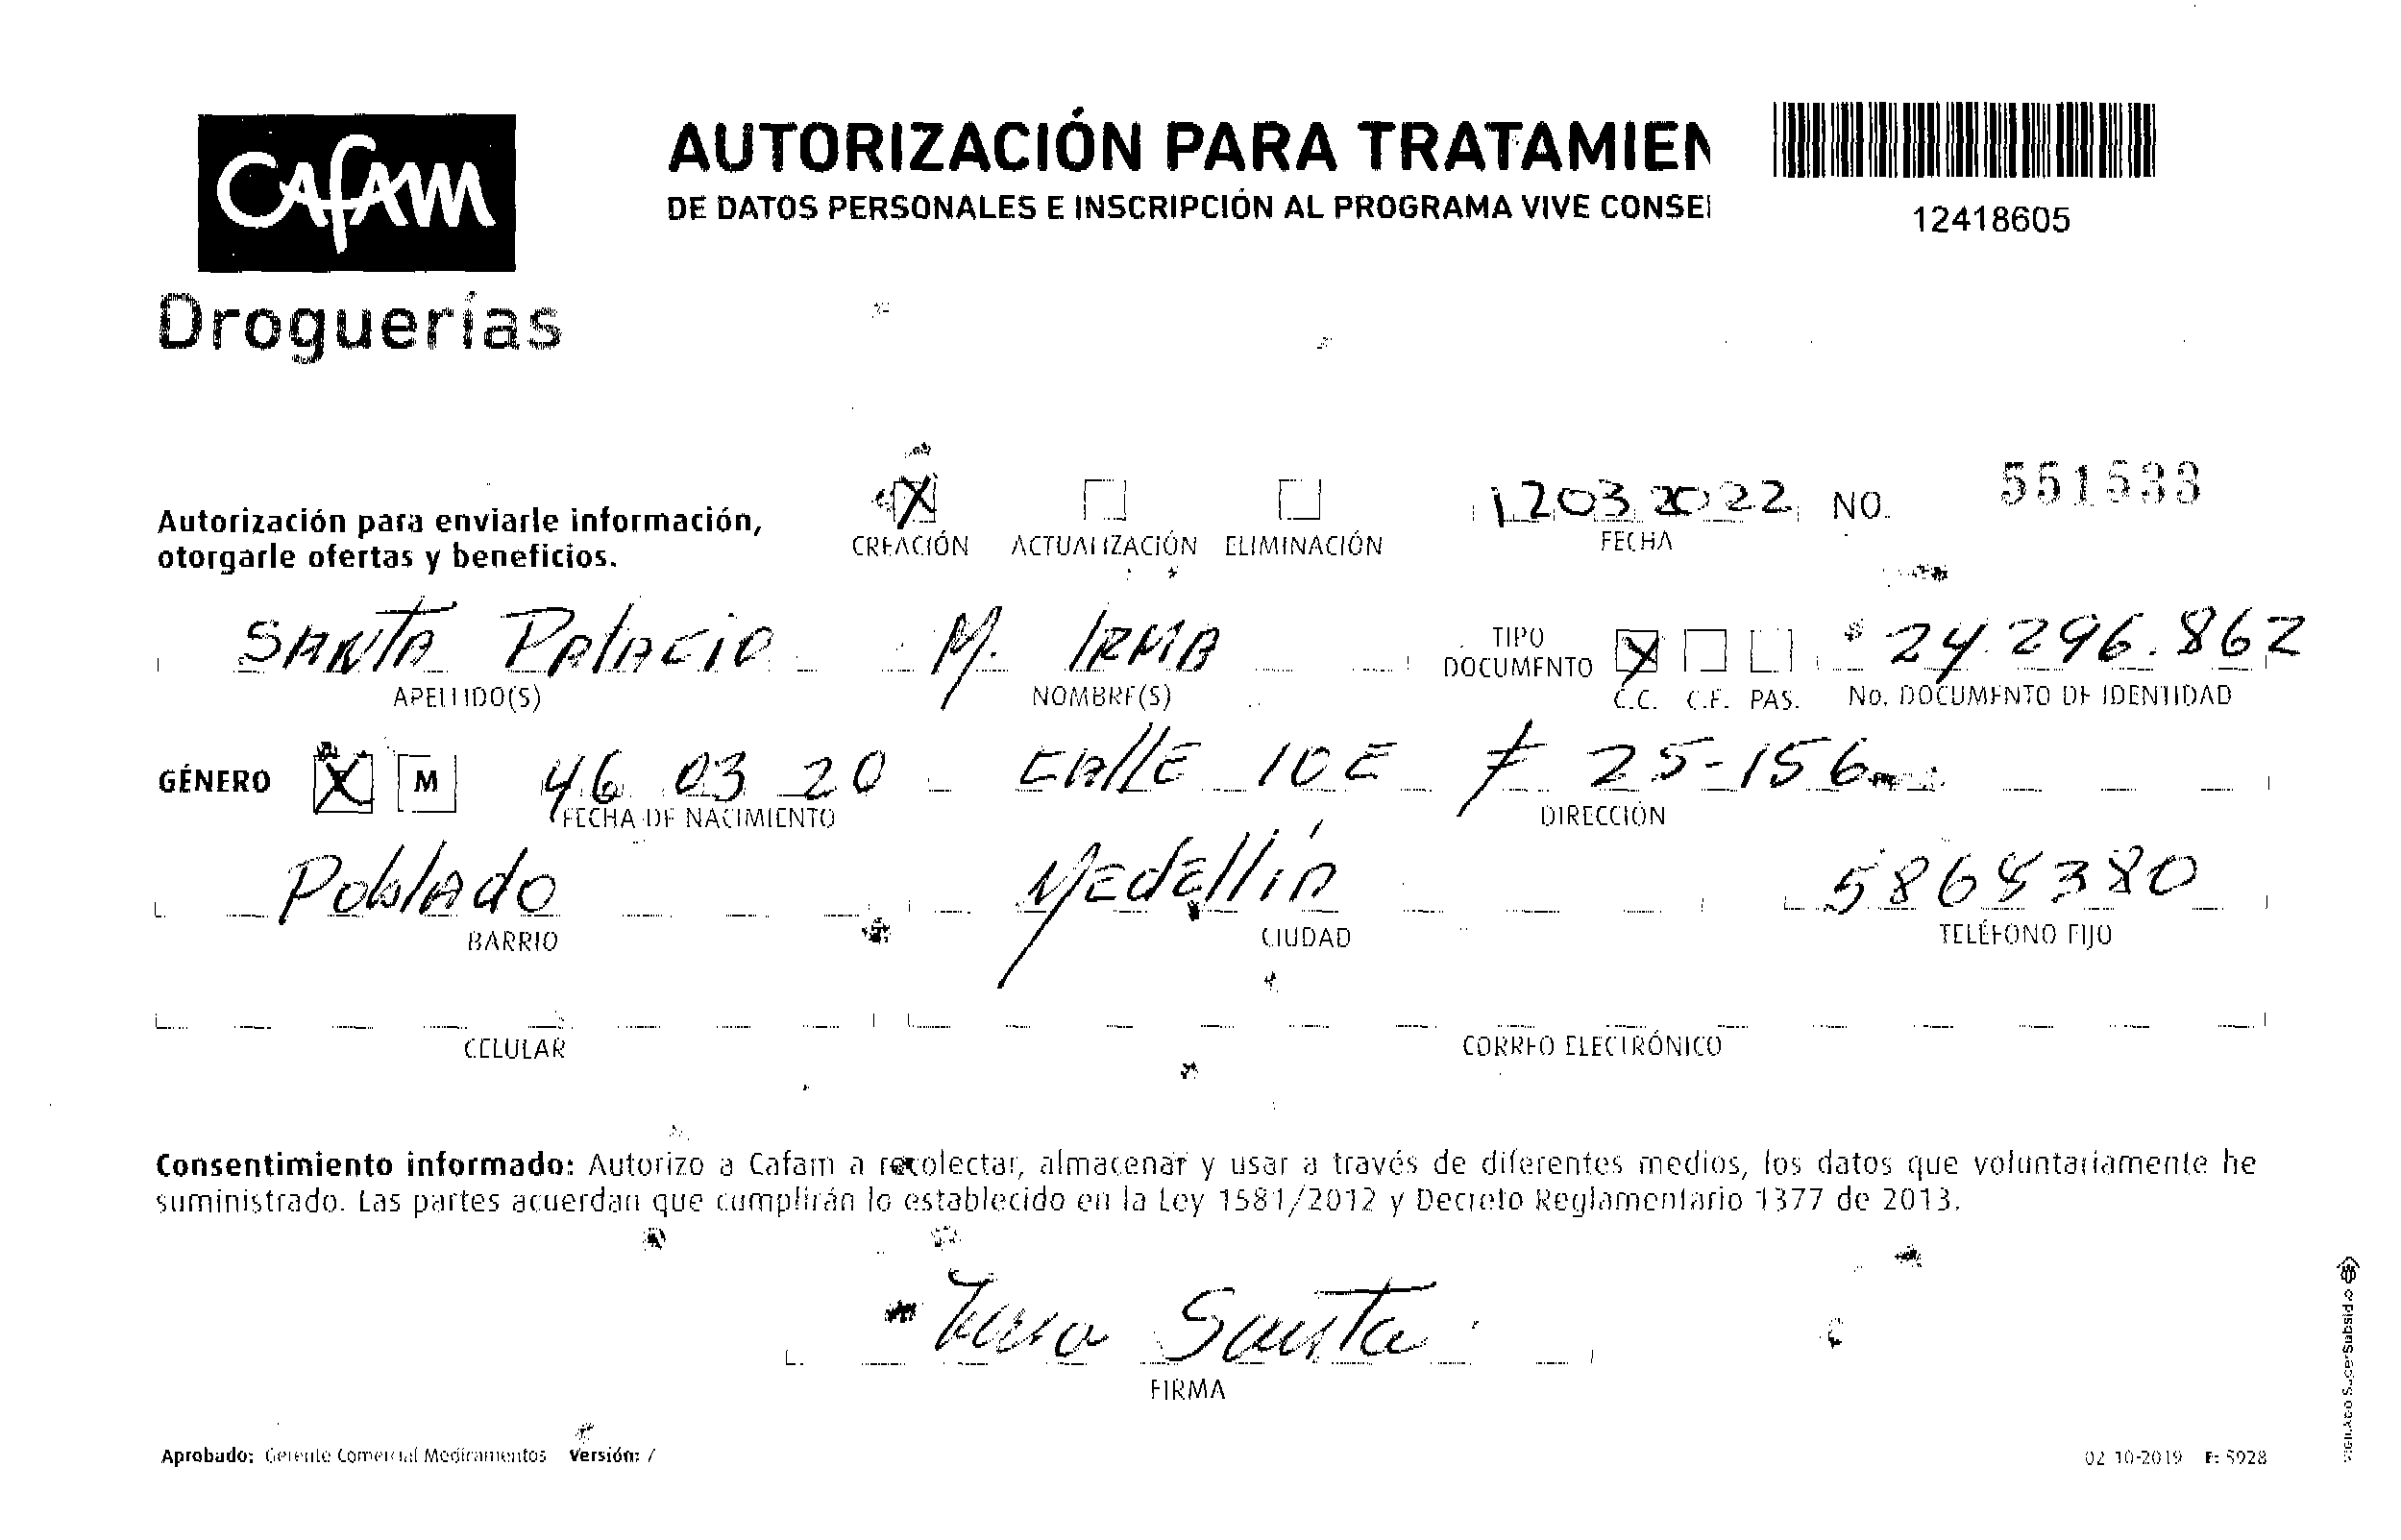 Cafam
Droguerías
AUTORIZACIÓN PARA TRATAMIEN
DE DATOS PERSONALES E INSCRIPCIÓN AL PROGRAMA VIVE CONSE
12418605
Autorización para enviarle información,
otorgarle ofertas y beneficios.
X CREACIÓN ACTUALIZACIÓN ELIMINACIÓN
12032022 NO. 551533
FECHA
SANTA PALACIO M. IRMA TIPO DOCUMENTO X 24.296.862
APELLIDO(S) NOMBRE(S) C.C. C.E. PAS. No. DOCUMENTO DE IDENTIDAD
GÉNERO X M 46 03 20 CALLE 10E # 25-156
FECHA DE NACIMIENTO DIRECCIÓN
Poblado Medellín 5868380
BARRIO CIUDAD TELÉFONO FIJO
CELULAR CORREO ELECTRÓNICO
Consentimiento informado: Autorizo a Cafam a recolectar, almacenar y usar a través de diferentes medios, los datos que voluntariamente he
suministrado. Las partes acuerdan que cumplirán lo establecido en la Ley 1581/2012 y Decreto Reglamentario 1377 de 2013.
Irma Santa
FIRMA
Aprobado: Gerente Comercial Medicamentos Versión: 7
02-10-2019 F: 5928
VIGILADO SuperSubsidio